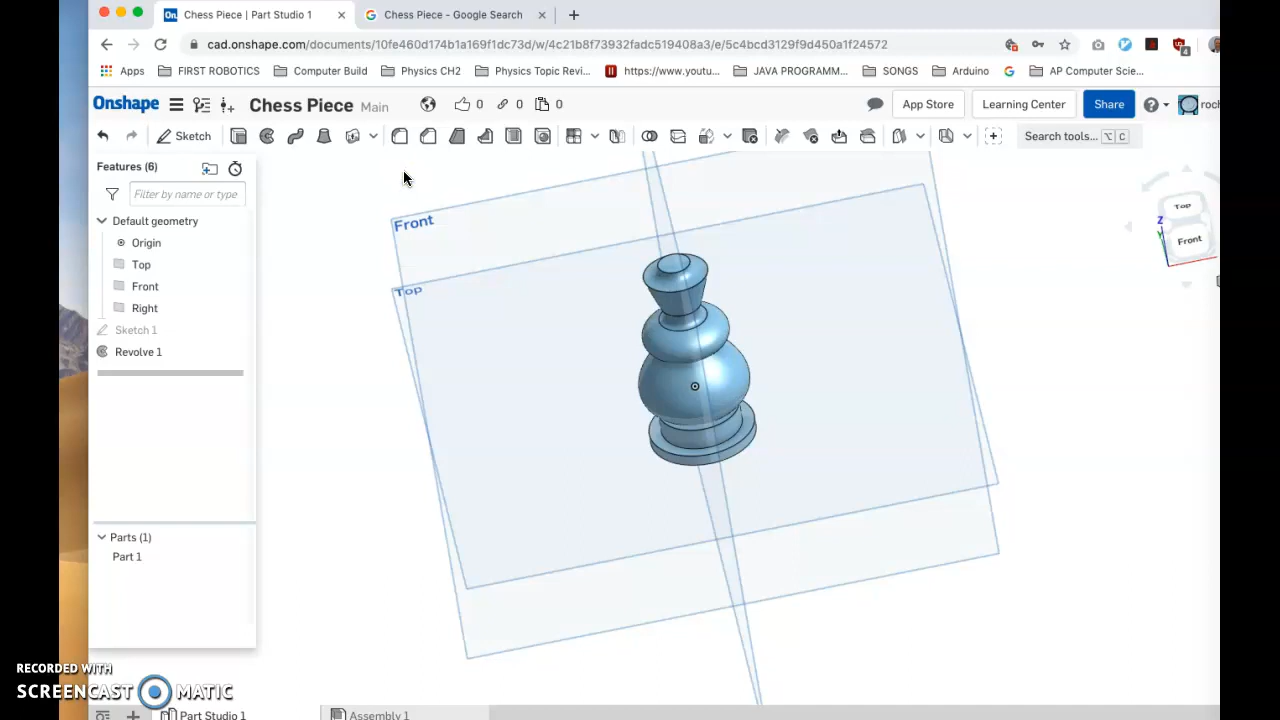 On Chess Piece | Part Studio 1 × G Chess Piece - Google Search × +
cad.onshape.com/documents/10fe460d174b1a169f1dc73d/w/4c21b8f73932fadc519408a3/e/5c4bcd3129f9d450a1f24572
Apps FIRST ROBOTICS Computer Build Physics CH2 Physics Topic Revi... https://www.youtu... JAVA PROGRAMM... SONGS Arduino G AP Computer Scie...
Onshape Chess Piece Main 0 0 0 App Store Learning Center Share roch
Sketch Search tools... ⌥ C
Features (6)
Filter by name or type
Default geometry
Origin
Top
Front
Right
Sketch 1
Revolve 1
Front
Top
Top
Z
Front
Parts (1)
Part 1
RECORDED WITH
SCREENCAST MATIC
Part Studio 1 Assembly 1